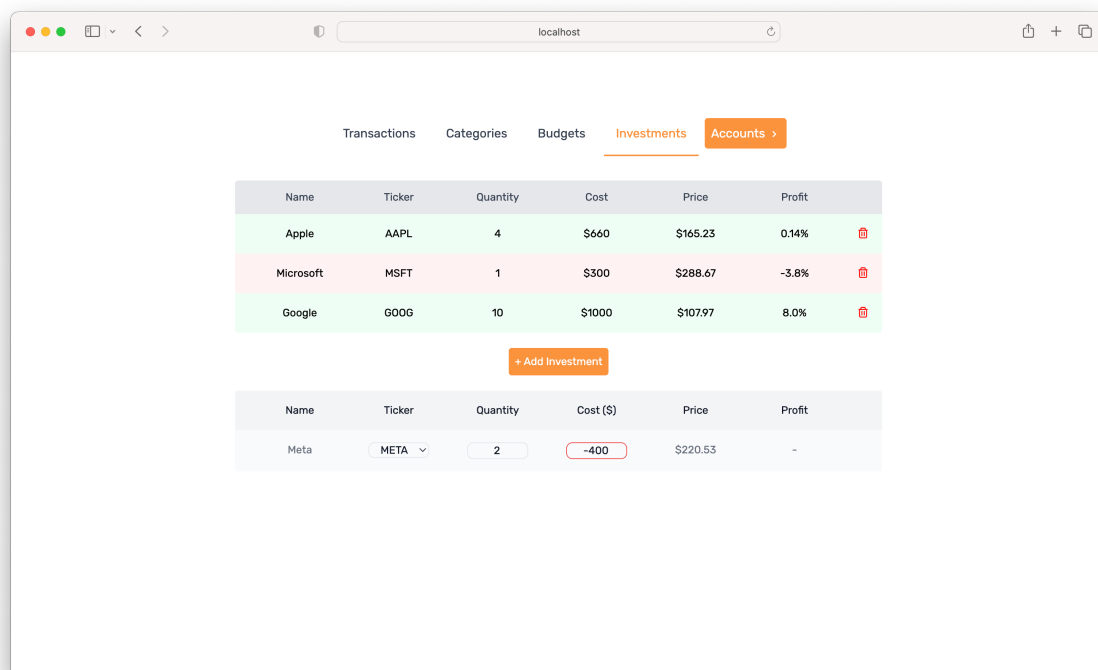 localhost
Transactions Categories Budgets Investments Accounts >
Name Ticker Quantity Cost Price Profit
Apple AAPL 4 $660 $165.23 0.14%
Microsoft MSFT 1 $300 $288.67 -3.8%
Google GOOG 10 $1000 $107.97 8.0%
+ Add Investment
Name Ticker Quantity Cost ($) Price Profit
Meta META 2 -400 $220.53 -